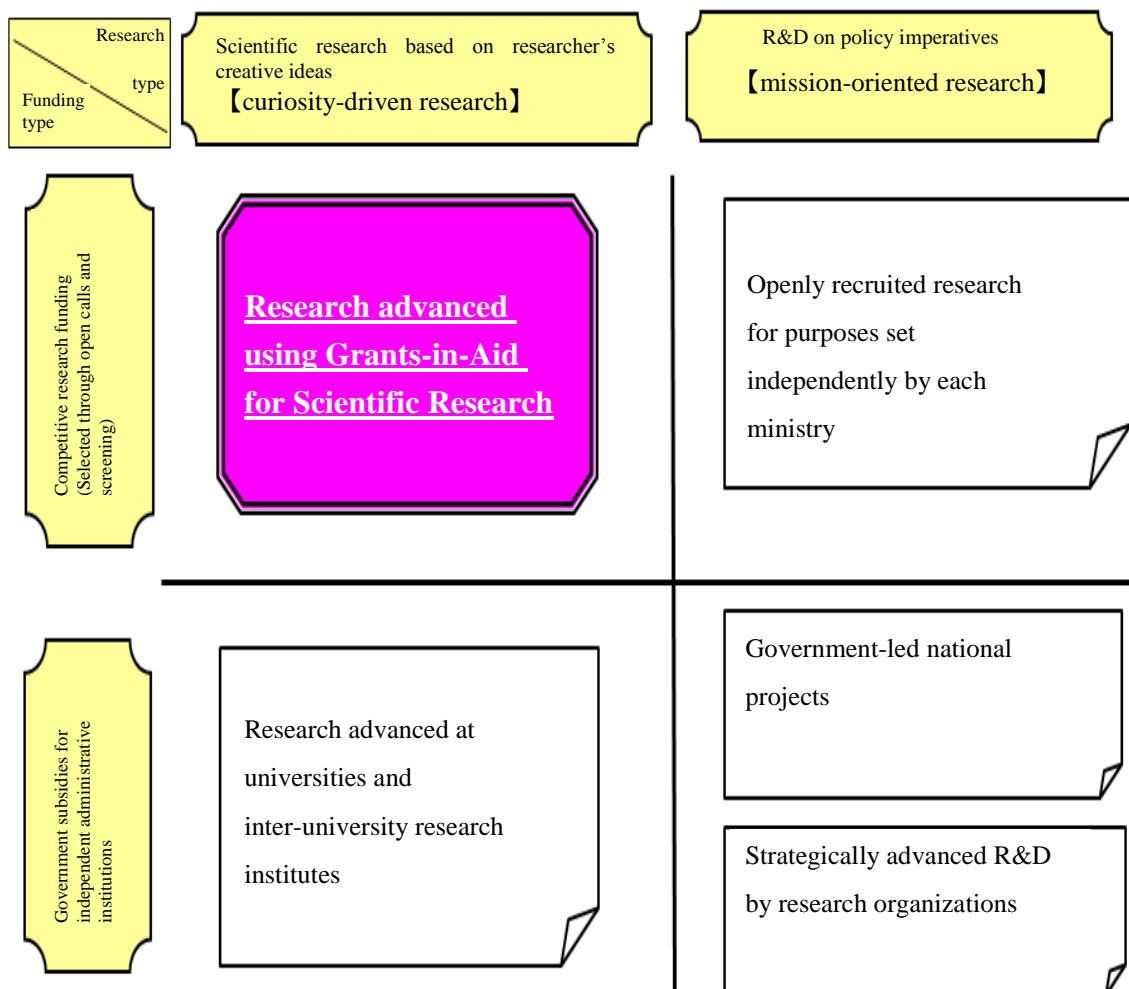 Research
type
Funding
type
Scientific research based on researcher's
creative ideas
【curiosity-driven research】
R&D on policy imperatives
【mission-oriented research】
Competitive research funding
(Selected through open calls and
screening)
Research advanced
using Grants-in-Aid
for Scientific Research
Openly recruited research
for purposes set
independently by each
ministry
Government subsidies for
independent administrative
institutions
Research advanced at
universities and
inter-university research
institutes
Government-led national
projects
Strategically advanced R&D
by research organizations